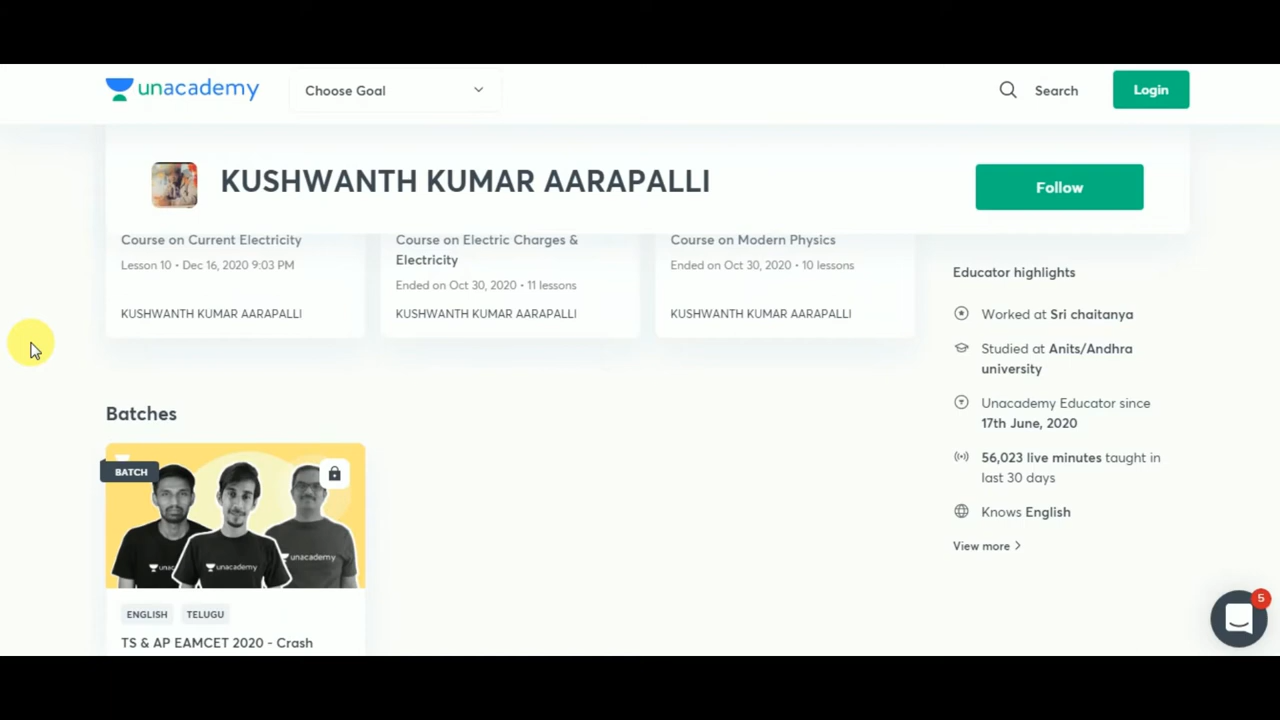 unacademy
Choose Goal
Search
Login
KUSHWANTH KUMAR AARAPALLI
Follow
Course on Current Electricity
Lesson 10 • Dec 16, 2020 9:03 PM
KUSHWANTH KUMAR AARAPALLI
Course on Electric Charges &
Electricity
Ended on Oct 30, 2020 • 11 lessons
KUSHWANTH KUMAR AARAPALLI
Course on Modern Physics
Ended on Oct 30, 2020 • 10 lessons
KUSHWANTH KUMAR AARAPALLI
Educator highlights
Worked at Sri chaitanya
Studied at Anits/Andhra
university
Unacademy Educator since
17th June, 2020
56,023 live minutes taught in
last 30 days
Knows English
View more >
Batches
BATCH
unac
unacademy
unacademy
ENGLISH
TELUGU
TS & AP EAMCET 2020 - Crash
5